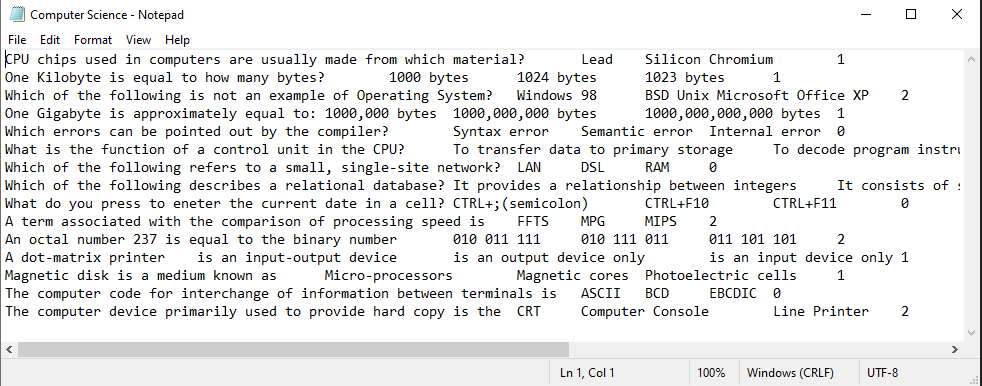 Computer Science - Notepad
File Edit Format View Help
CPU chips used in computers are usually made from which material? Lead Silicon Chromium 1
One Kilobyte is equal to how many bytes? 1000 bytes 1024 bytes 1023 bytes 1
Which of the following is not an example of Operating System? Windows 98 BSD Unix Microsoft Office XP 2
One Gigabyte is approximately equal to: 1000,000 bytes 1000,000,000 bytes 1000,000,000,000 bytes 1
Which errors can be pointed out by the compiler? Syntax error Semantic error Internal error 0
What is the function of a control unit in the CPU? To transfer data to primary storage To decode program
Which of the following refers to a small, single-site network? LAN DSL RAM 0
Which of the following describes a relational database? It provides a relationship between integers It consists of
What do you press to eneter the current date in a cell? CTRL+;(semicolon) CTRL+F10 CTRL+F11 0
A term associated with the comparison of processing speed is FFTS MPG MIPS 2
An octal number 237 is equal to the binary number 010 011 111 010 111 011 011 101 101 2
A dot-matrix printer is an input-output device is an output device only is an input device only 1
Magnetic disk is a medium known as Micro-processors Magnetic cores Photoelectric cells 1
The computer code for interchange of information between terminals is ASCII BCD EBCDIC 0
The computer device primarily used to provide hard copy is the CRT Computer Console Line Printer 2
Ln 1, Col 1 100% Windows (CRLF) UTF-8